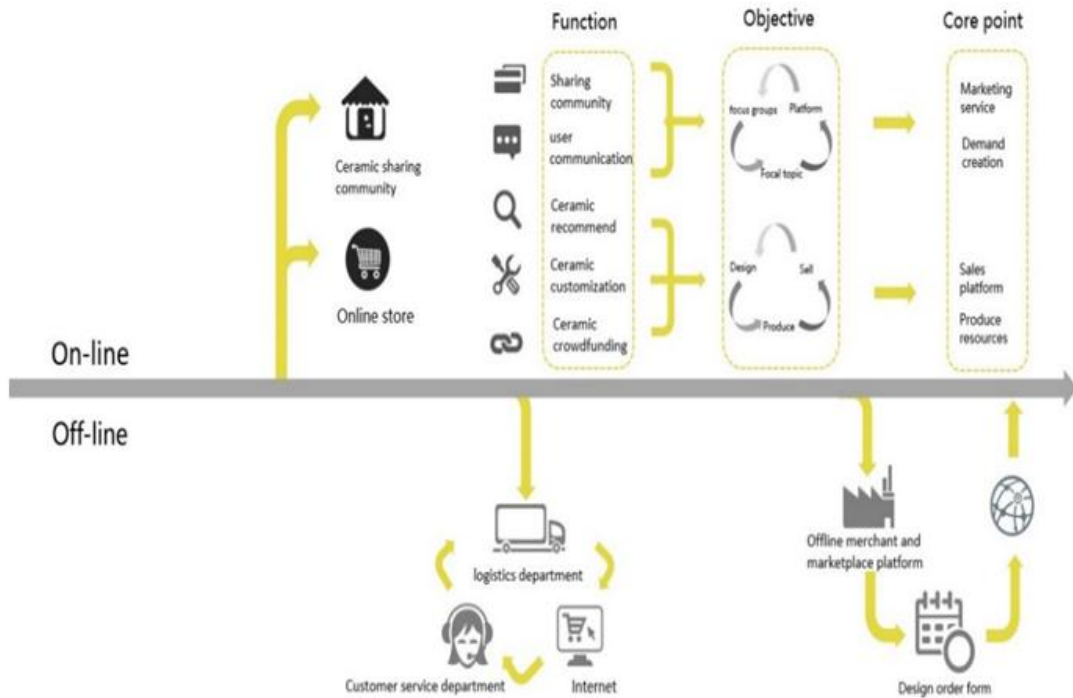 Function
Objective
Core point
Sharing
community
user
communication
Ceramic
recommend
Ceramic
customization
Ceramic
crowdfunding
focus groups
Platform
Focal topic
Design
Sell
Produce
Marketing
service
Demand
creation
Sales
platform
Produce
resources
Ceramic sharing
community
Online store
On-line
Off-line
logistics department
Customer service department
Internet
Offline merchant and
marketplace platform
Design order form